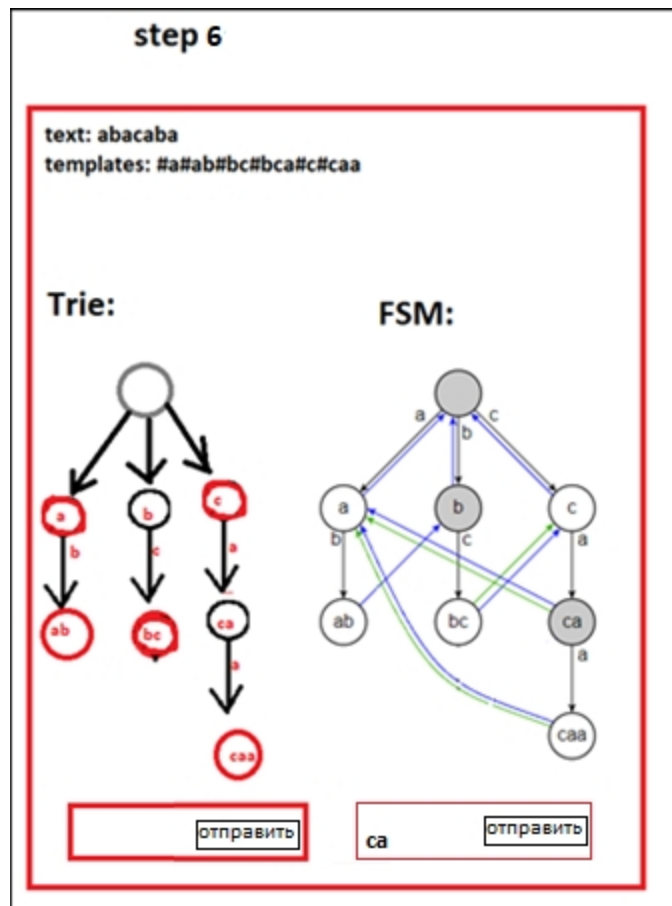 step 6
text: abacaba
templates: #a#ab#bc#bca#c#caa
Trie:
FSM:
a
b
c
b
c
a
ab
bc
ca
a
caa
a
b
c
a
b
c
b
c
a
ab
bc
ca
a
caa
отправить
ca
отправить